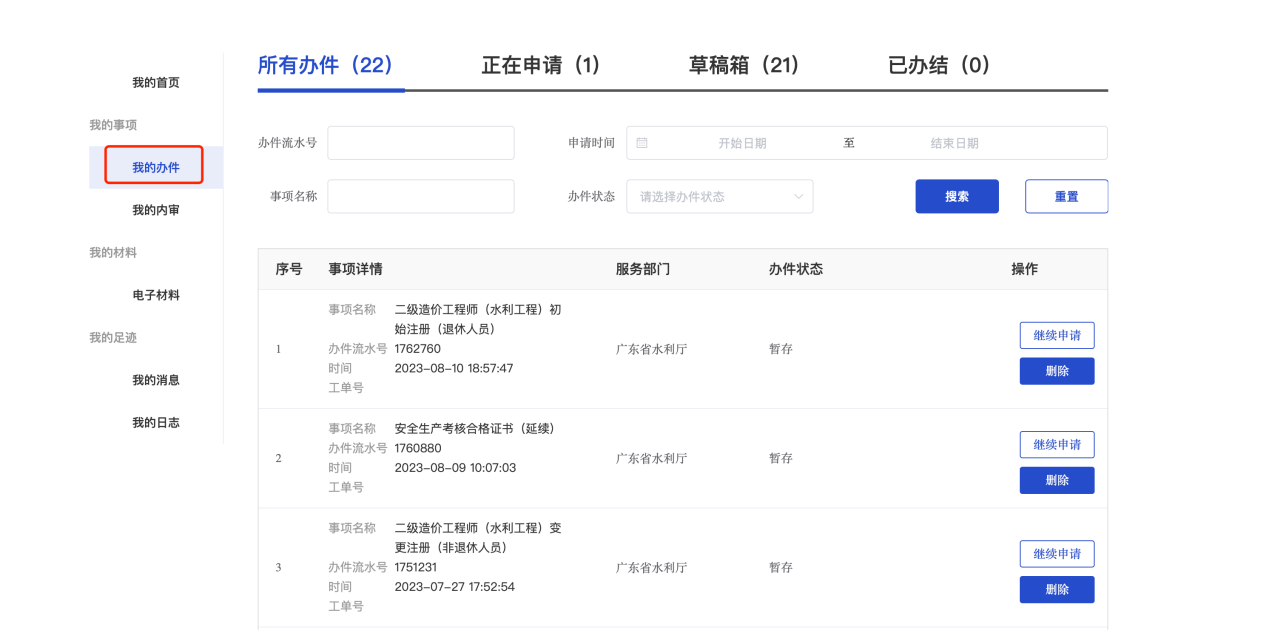 所有办件（22） 正在申请（1） 草稿箱（21） 已办结（0）
我的首页
我的事项
我的办件
我的内审
我的材料
电子材料
我的足迹
我的消息
我的日志
办件流水号 申请时间 开始日期 至 结束日期
事项名称 办件状态 请选择办件状态 搜索 重置
序号 事项详情 服务部门 办件状态 操作
事项名称 二级造价工程师（水利工程）初
始注册（退休人员）
1 办件流水号 1762760 广东省水利厅 暂存 继续申请
时间 2023-08-10 18:57:47 删除
工单号
事项名称 安全生产考核合格证书（延续）
办件流水号 1760880 继续申请
2 广东省水利厅 暂存
时间 2023-08-09 10:07:03 删除
工单号
事项名称 二级造价工程师（水利工程）变
更注册（非退休人员） 继续申请
3 办件流水号 1751231 广东省水利厅 暂存
时间 2023-07-27 17:52:54 删除
工单号